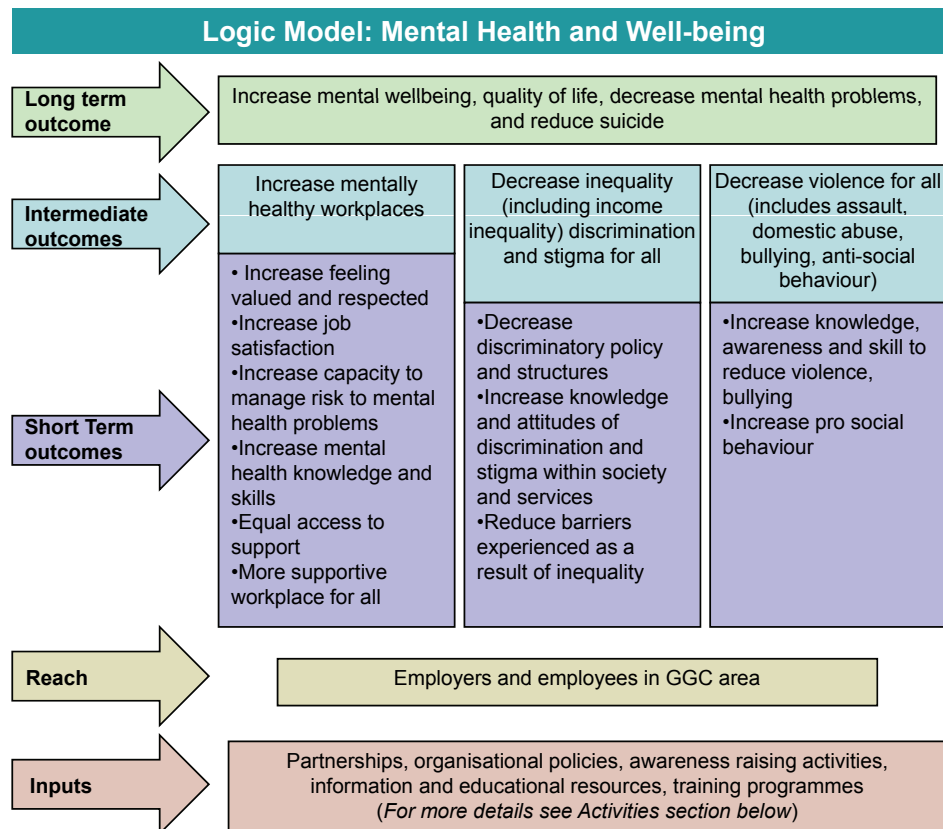 Logic Model: Mental Health and Well-being
Long term
outcome
Increase mental wellbeing, quality of life, decrease mental health problems,
and reduce suicide
Intermediate
outcomes
Increase mentally
healthy workplaces
Decrease inequality
(including income
inequality) discrimination
and stigma for all
Decrease violence for all
(includes assault,
domestic abuse,
bullying, anti-social
behaviour)
Short Term
outcomes
• Increase feeling
valued and respected
•Increase job
satisfaction
•Increase capacity to
manage risk to mental
health problems
•Increase mental
health knowledge and
skills
•Equal access to
support
•More supportive
workplace for all
•Decrease
discriminatory policy
and structures
•Increase knowledge
and attitudes of
discrimination and
stigma within society
and services
•Reduce barriers
experienced as a
result of inequality
•Increase knowledge,
awareness and skill to
reduce violence,
bullying
•Increase pro social
behaviour
Reach
Employers and employees in GGC area
Inputs
Partnerships, organisational policies, awareness raising activities,
information and educational resources, training programmes
(For more details see Activities section below)